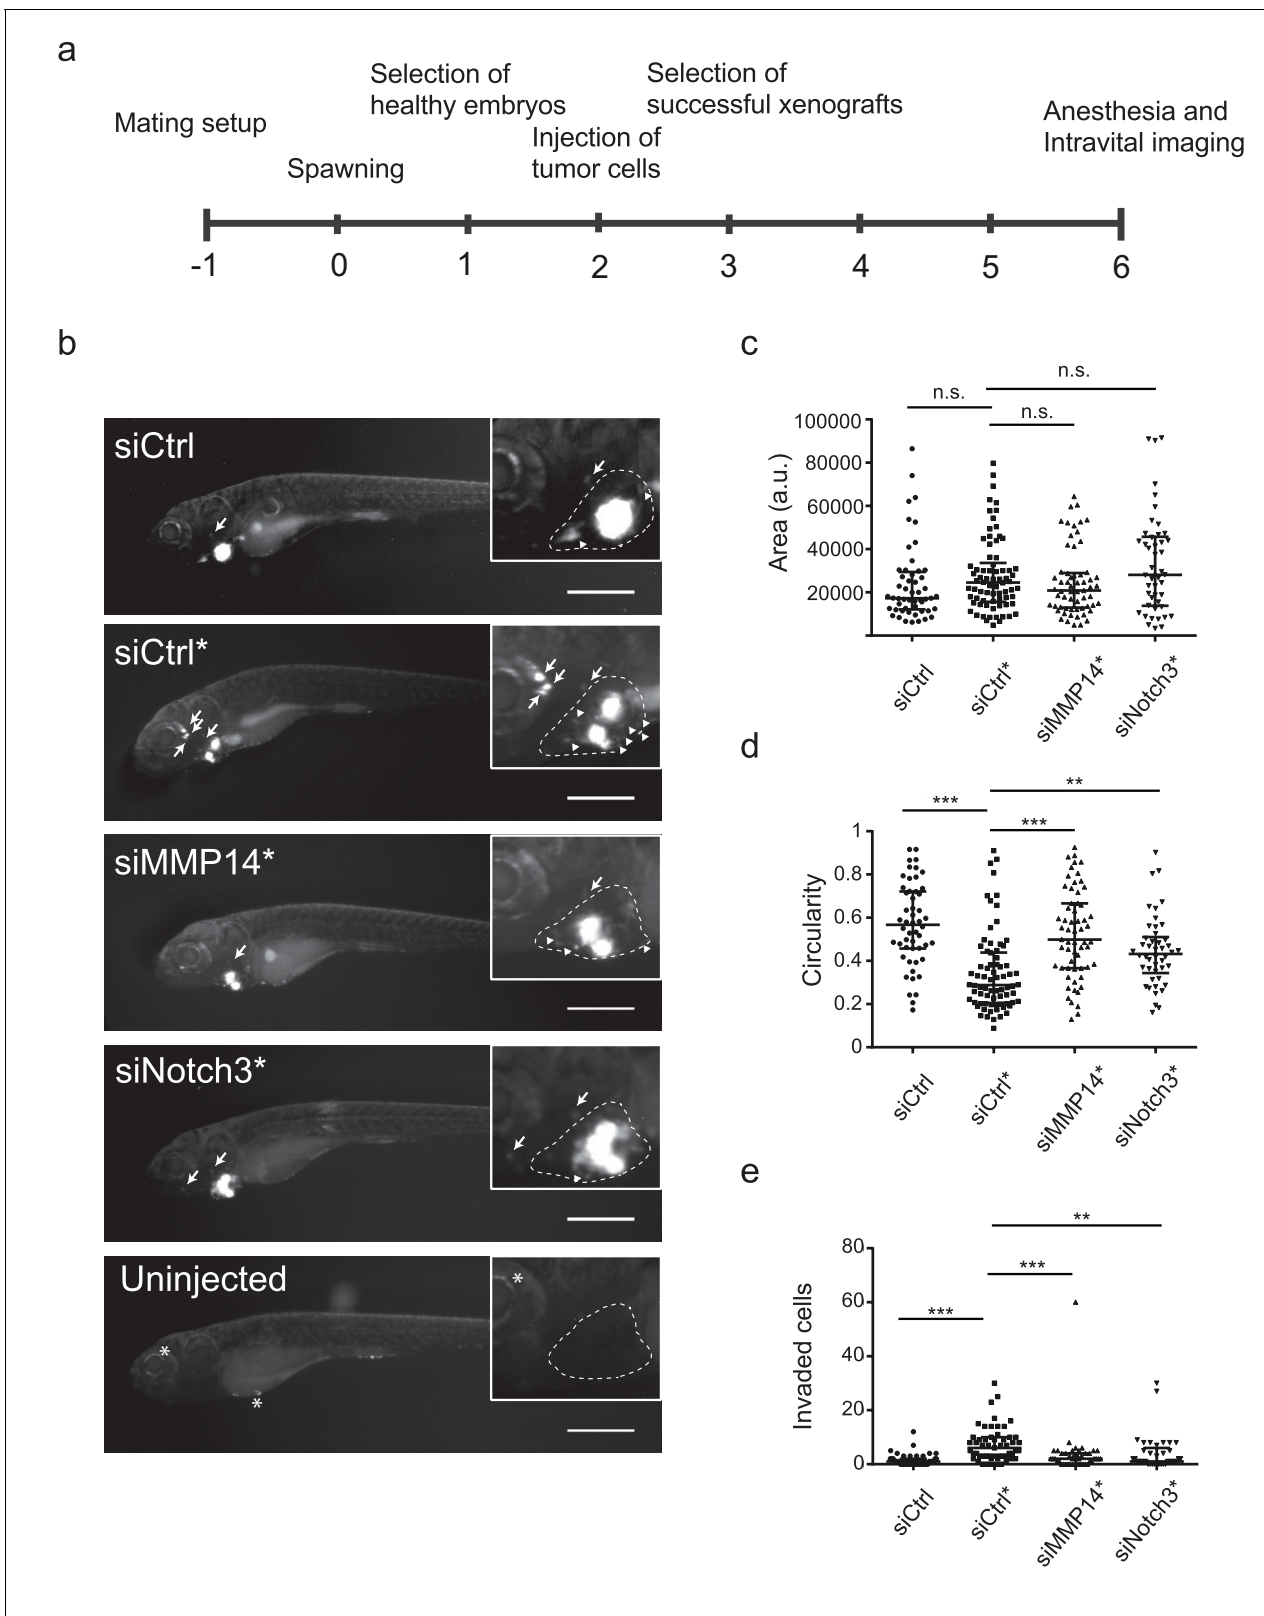 a
Selection of
healthy embryos
Selection of
successful xenografts
Mating setup
Anesthesia and
Intravital imaging
Injection of
tumor cells
Spawning
-1 0 1 2 3 4 5 6
b
siCtrl
siCtrl*
siMMP14*
siNotch3*
Uninjected
*
*
*
c
n.s.
n.s.
n.s.
Area (a.u.)
100000
80000
60000
40000
20000
siCtrl
siCtrl*
siMMP14*
siNotch3*
d
**
***
***
Circularity
1
0.8
0.6
0.4
0.2
0
siCtrl
siCtrl*
siMMP14*
siNotch3*
e
**
***
***
Invaded cells
80
60
40
20
0
siCtrl
siCtrl*
siMMP14*
siNotch3*